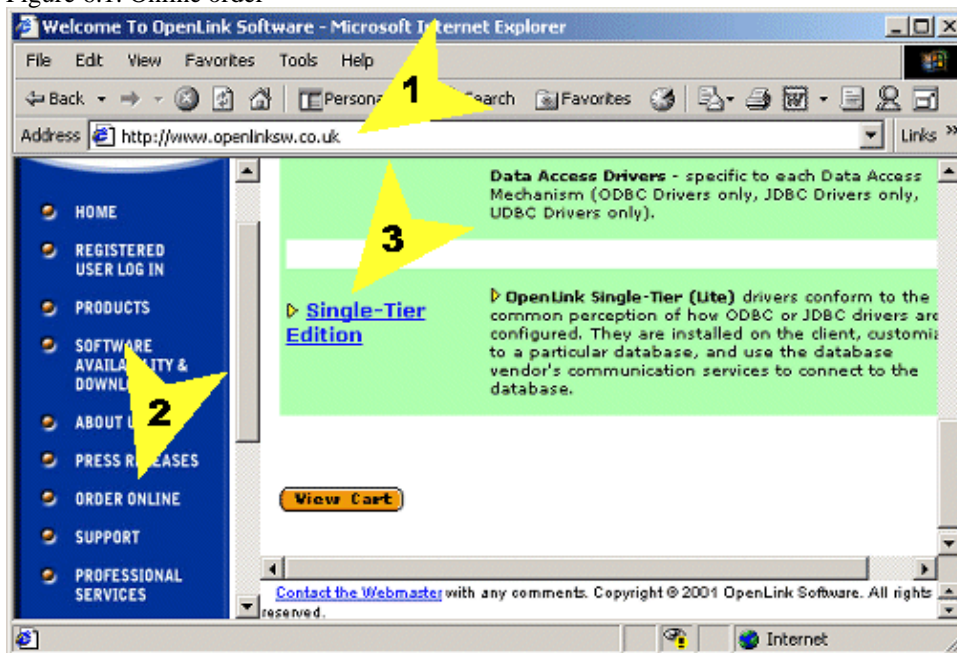 Figure 6.1. Online order
Welcome To OpenLink Software - Microsoft Internet Explorer
File Edit View Favorites Tools Help
Back Search Favorites
Address http://www.openlinksw.co.uk Links »
1
2
3
HOME
REGISTERED
USER LOG IN
PRODUCTS
SOFTWARE
AVAILABILITY &
ABOUT
PRESS RELEASES
ORDER ONLINE
SUPPORT
PROFESSIONAL
SERVICES
Data Access Drivers - specific to each Data Access
Mechanism (ODBC Drivers only, JDBC Drivers only,
UDBC Drivers only).
Single-Tier
Edition
OpenLink Single-Tier (Lite) drivers conform to the
common perception of how ODBC or JDBC drivers are
configured. They are installed on the client, customiz
to a particular database, and use the database
vendor's communication services to connect to the
database.
View Cart
Contact the Webmaster with any comments. Copyright © 2001 OpenLink Software. All rights
reserved.
Internet